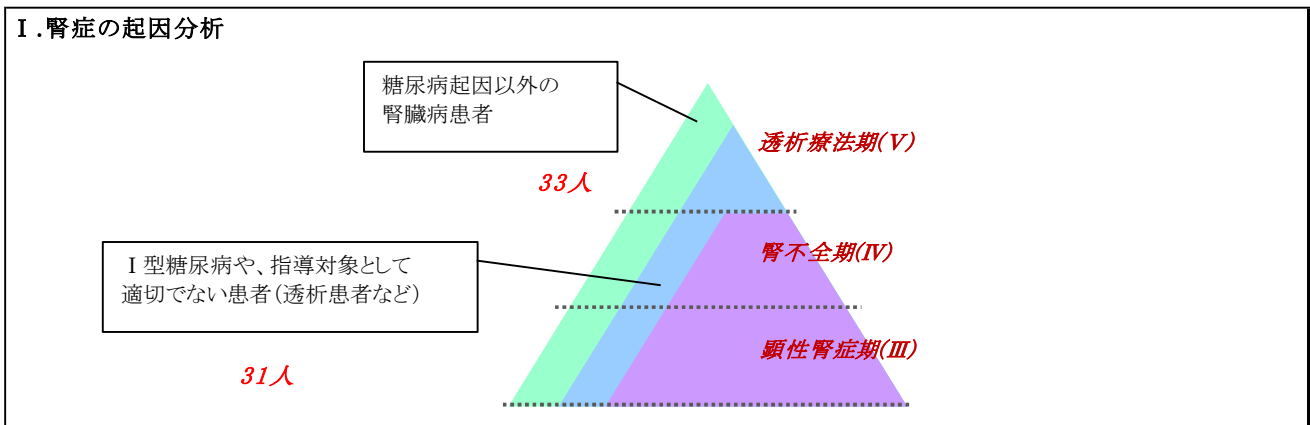 Ⅰ.腎症の起因分析
糖尿病起因以外の
腎臓病患者
透析療法期(Ⅴ)
33人
腎不全期(Ⅳ)
Ⅰ型糖尿病や、指導対象として
適切でない患者(透析患者など)
顕性腎症期(Ⅲ)
31人